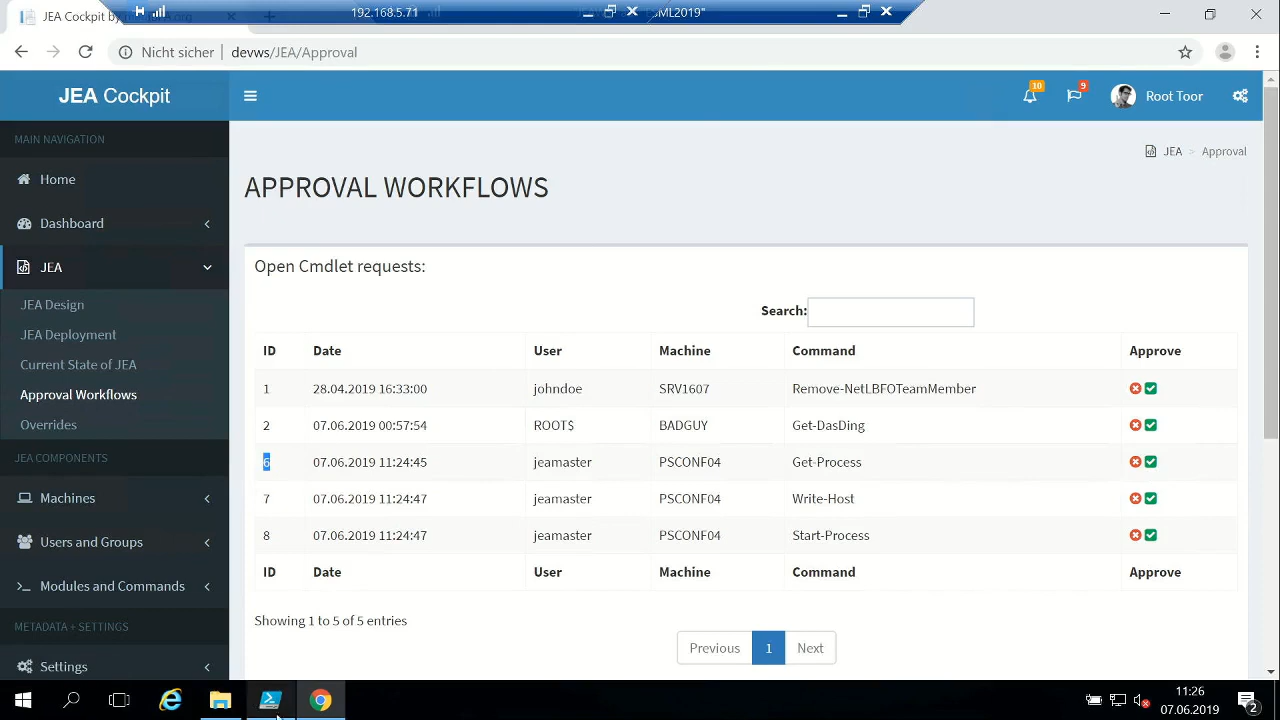 JEA Cockpit by
.org
192.168.5.71
SML2019"
Nicht sicher | devws/JEA/Approval
JEA Cockpit
10
9
Root Toor
MAIN NAVIGATION
Home
Dashboard
JEA
JEA Design
JEA Deployment
Current State of JEA
Approval Workflows
Overrides
JEA COMPONENTS
Machines
Users and Groups
Modules and Commands
METADATA + SETTINGS
Settings
JEA > Approval
APPROVAL WORKFLOWS
Open Cmdlet requests:
Search:
ID Date User Machine Command Approve
1 28.04.2019 16:33:00 johndoe SRV1607 Remove-NetLBFOTeamMember
2 07.06.2019 00:57:54 ROOT$ BADGUY Get-DasDing
6 07.06.2019 11:24:45 jeamaster PSCONF04 Get-Process
7 07.06.2019 11:24:47 jeamaster PSCONF04 Write-Host
8 07.06.2019 11:24:47 jeamaster PSCONF04 Start-Process
ID Date User Machine Command Approve
Showing 1 to 5 of 5 entries
Previous 1 Next
11:26
07.06.2019
2